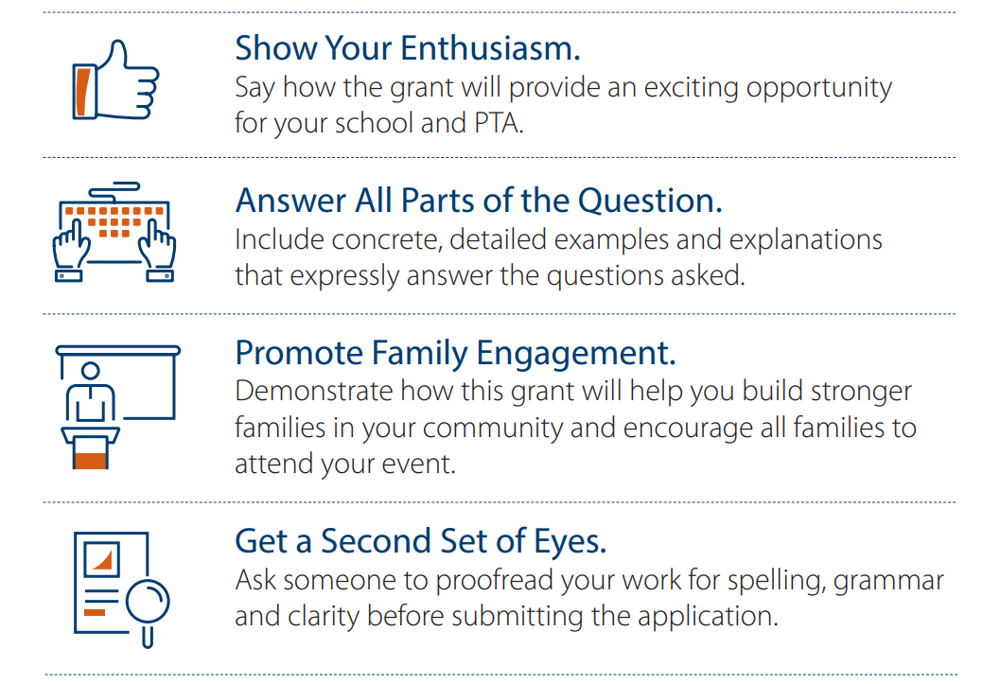 Show Your Enthusiasm.
Say how the grant will provide an exciting opportunity
for your school and PTA.
Answer All Parts of the Question.
Include concrete, detailed examples and explanations
that expressly answer the questions asked.
Promote Family Engagement.
Demonstrate how this grant will help you build stronger
families in your community and encourage all families to
attend your event.
Get a Second Set of Eyes.
Ask someone to proofread your work for spelling, grammar
and clarity before submitting the application.